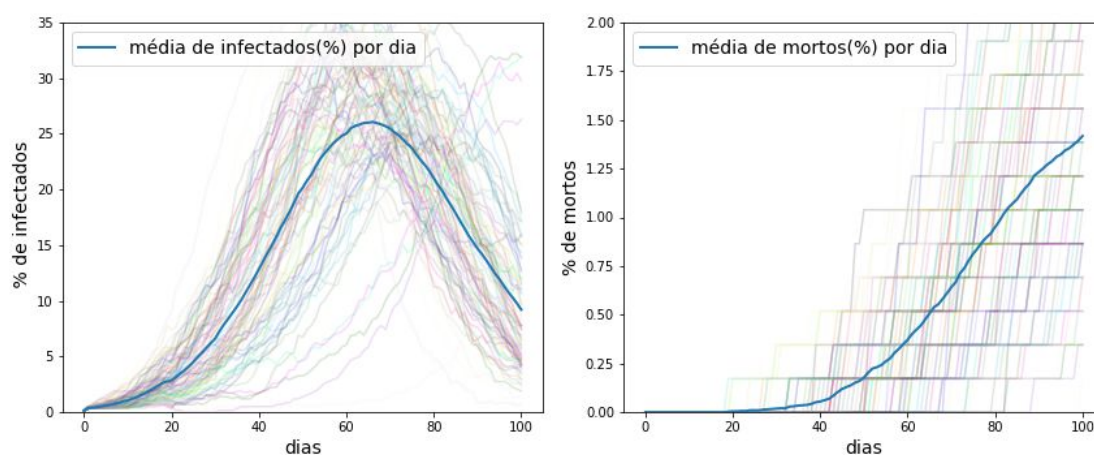 média de infectados(%) por dia
% de infectados
35
30
25
20
15
10
5
0
0 20 40 60 80 100
dias
média de mortos(%) por dia
% de mortos
2.00
1.75
1.50
1.25
1.00
0.75
0.50
0.25
0.00
0 20 40 60 80 100
dias